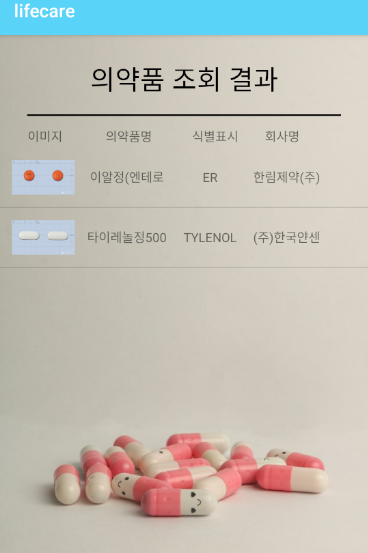 lifecare
의약품 조회 결과
이미지 의약품명 식별표시 회사명
이알정(엔테로 ER 한림제약(주)
타이레놀정500 TYLENOL (주)한국얀센